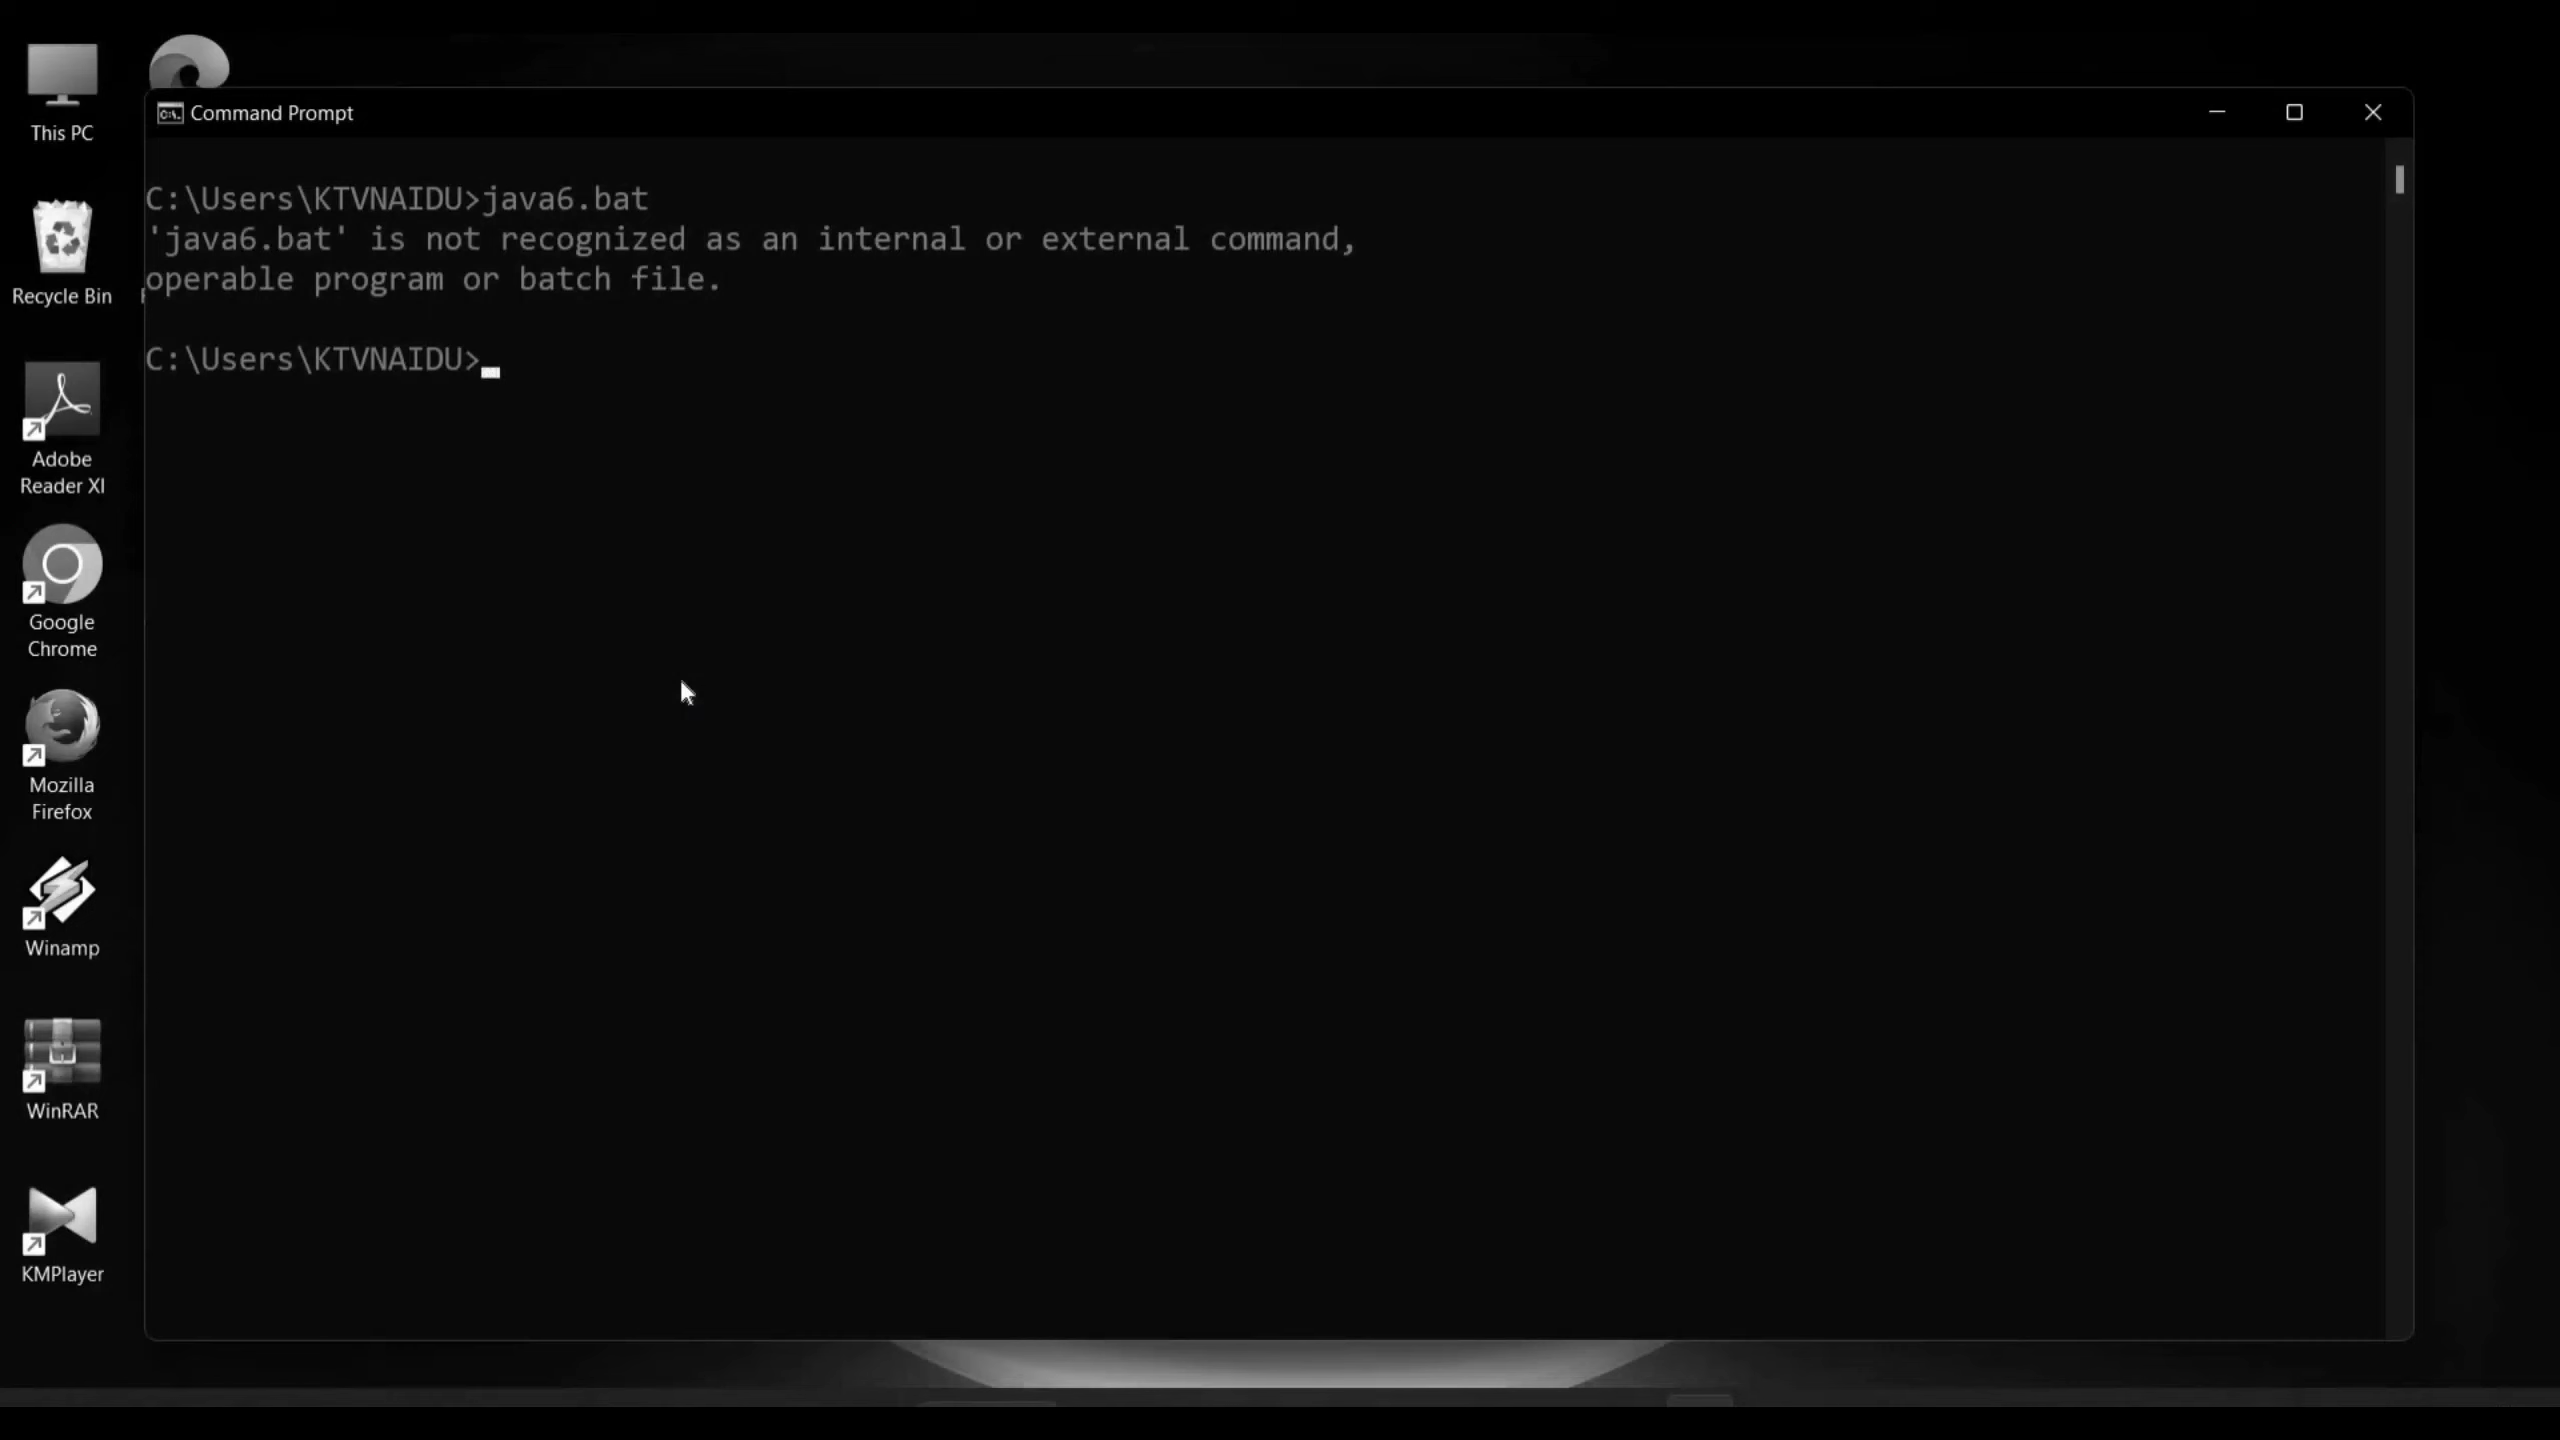 Command Prompt
C:\Users\KTVNAIDU>java6.bat
'java6.bat' is not recognized as an internal or external command,
operable program or batch file.
C:\Users\KTVNAIDU>
This PC
Recycle Bin
Adobe
Reader XI
Google
Chrome
Mozilla
Firefox
Winamp
WinRAR
KMPlayer